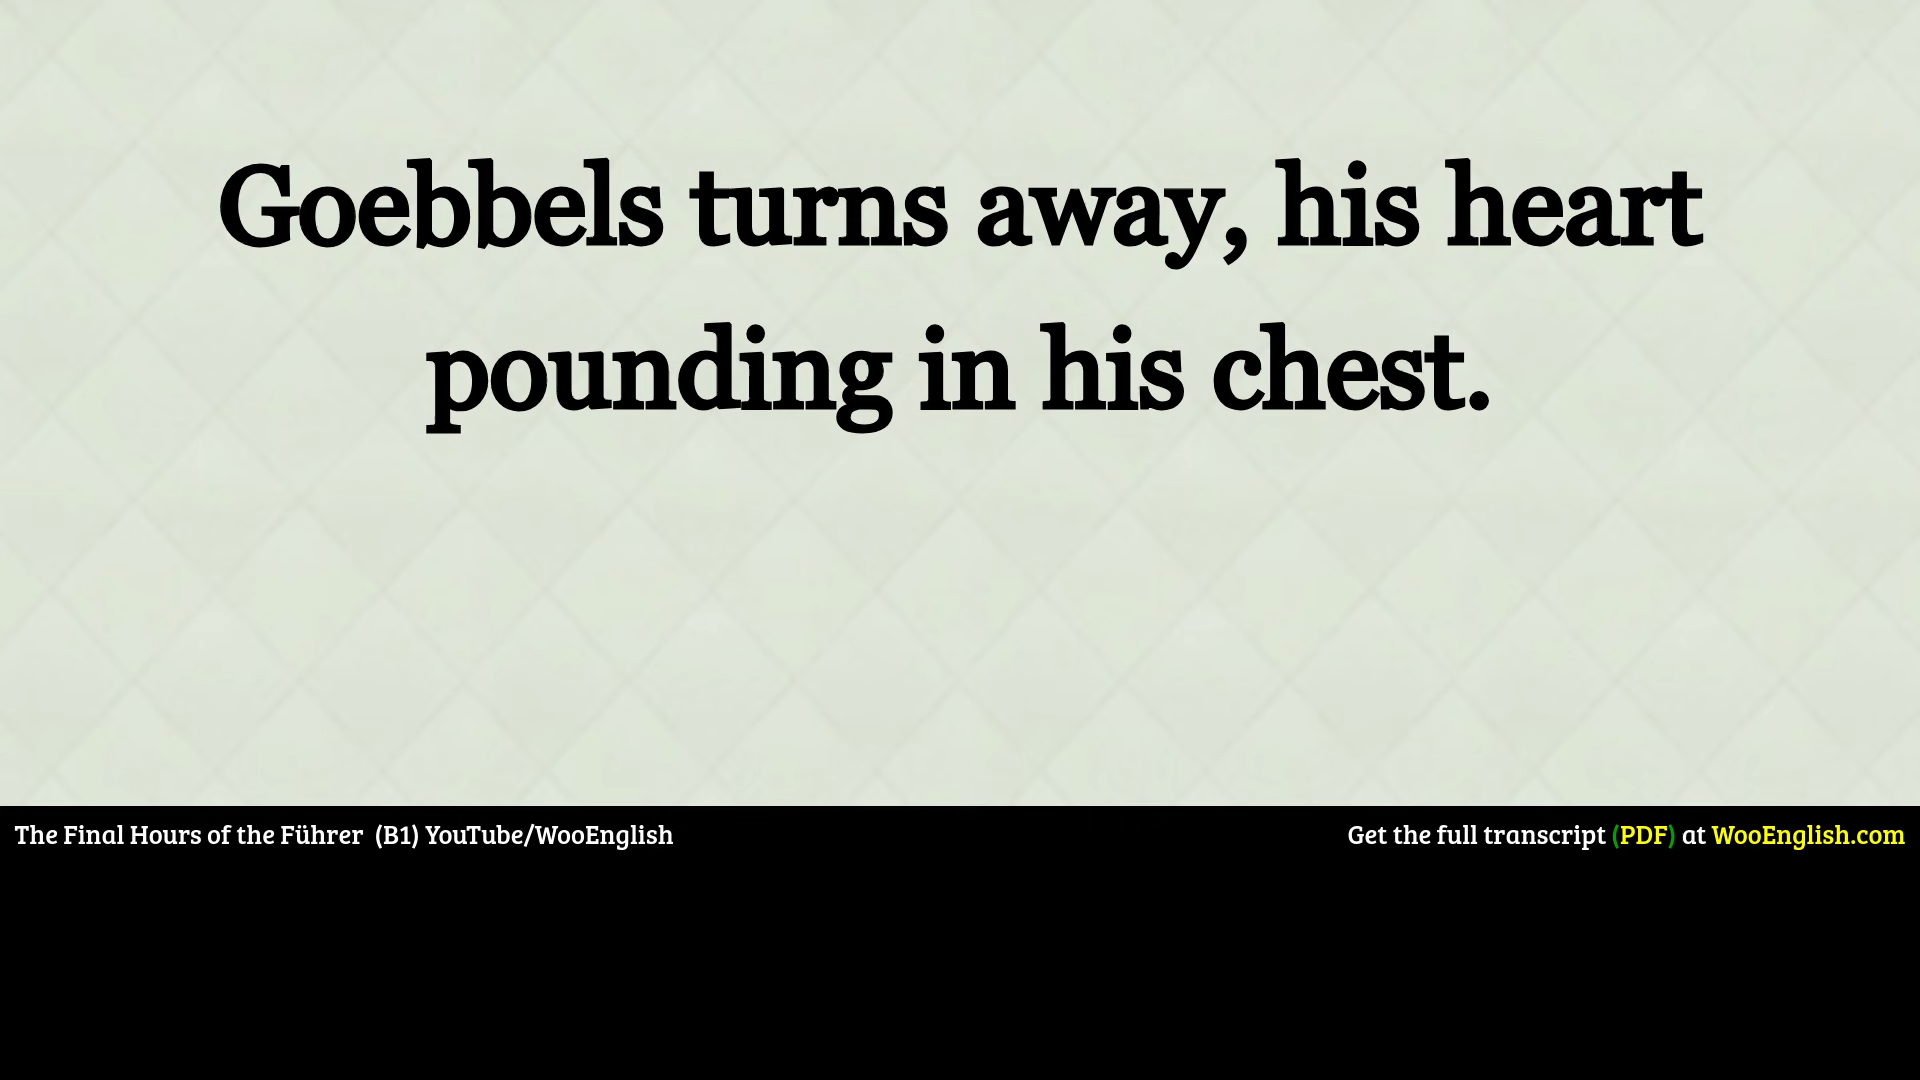 Goebbels turns away, his heart
pounding in his chest.
The Final Hours of the Führer (B1) YouTube/WooEnglish
Get the full transcript (PDF) at WooEnglish.com